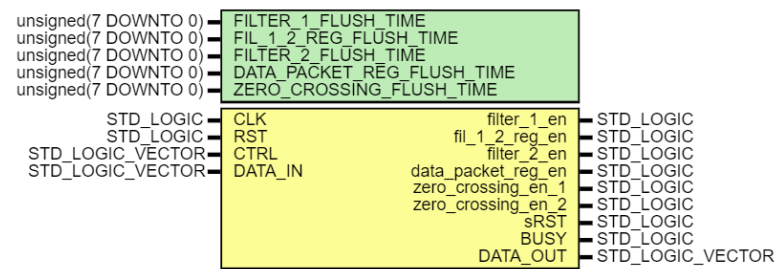 unsigned(7 DOWNTO 0) FILTER_1_FLUSH_TIME
unsigned(7 DOWNTO 0) FIL_1_2_REG_FLUSH_TIME
unsigned(7 DOWNTO 0) FILTER_2_FLUSH_TIME
unsigned(7 DOWNTO 0) DATA_PACKET_REG_FLUSH_TIME
unsigned(7 DOWNTO 0) ZERO_CROSSING_FLUSH_TIME
STD_LOGIC CLK filter_1_en STD_LOGIC
STD_LOGIC RST fil_1_2_reg_en STD_LOGIC
STD_LOGIC_VECTOR CTRL filter_2_en STD_LOGIC
STD_LOGIC_VECTOR DATA_IN data_packet_reg_en STD_LOGIC
zero_crossing_en_1 STD_LOGIC
zero_crossing_en_2 STD_LOGIC
sRST STD_LOGIC
BUSY STD_LOGIC
DATA_OUT STD_LOGIC_VECTOR